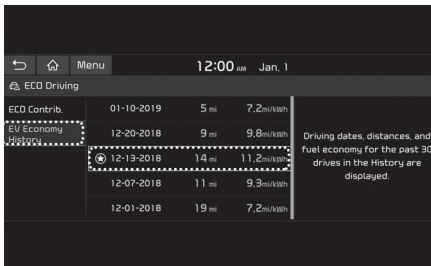 Menu 12:00 AM Jan. 1
ECO Driving
ECO Contrib.
EV Economy
History
01-10-2019 5 mi 7.2mi/kWh
12-20-2018 9 mi 9.8mi/kWh
12-13-2018 14 mi 11.2mi/kWh
12-07-2018 11 mi 9.3mi/kWh
12-01-2018 19 mi 7.2mi/kWh
Driving dates, distances, and
fuel economy for the past 30
drives in the History are
displayed.